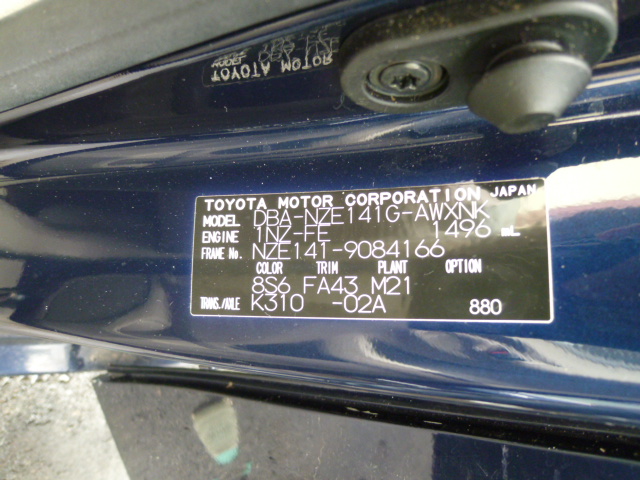 TOYOTA MOTOR CORPORATION JAPAN
MODEL DBA-NZE141G-AWXNK
ENGINE 1NZ-FE 1496 mL
FRAME No. NZE141-9084166
COLOR TRIM PLANT OPTION
8S6 FA43 M21
TRANS./AXLE K310 -02A 880